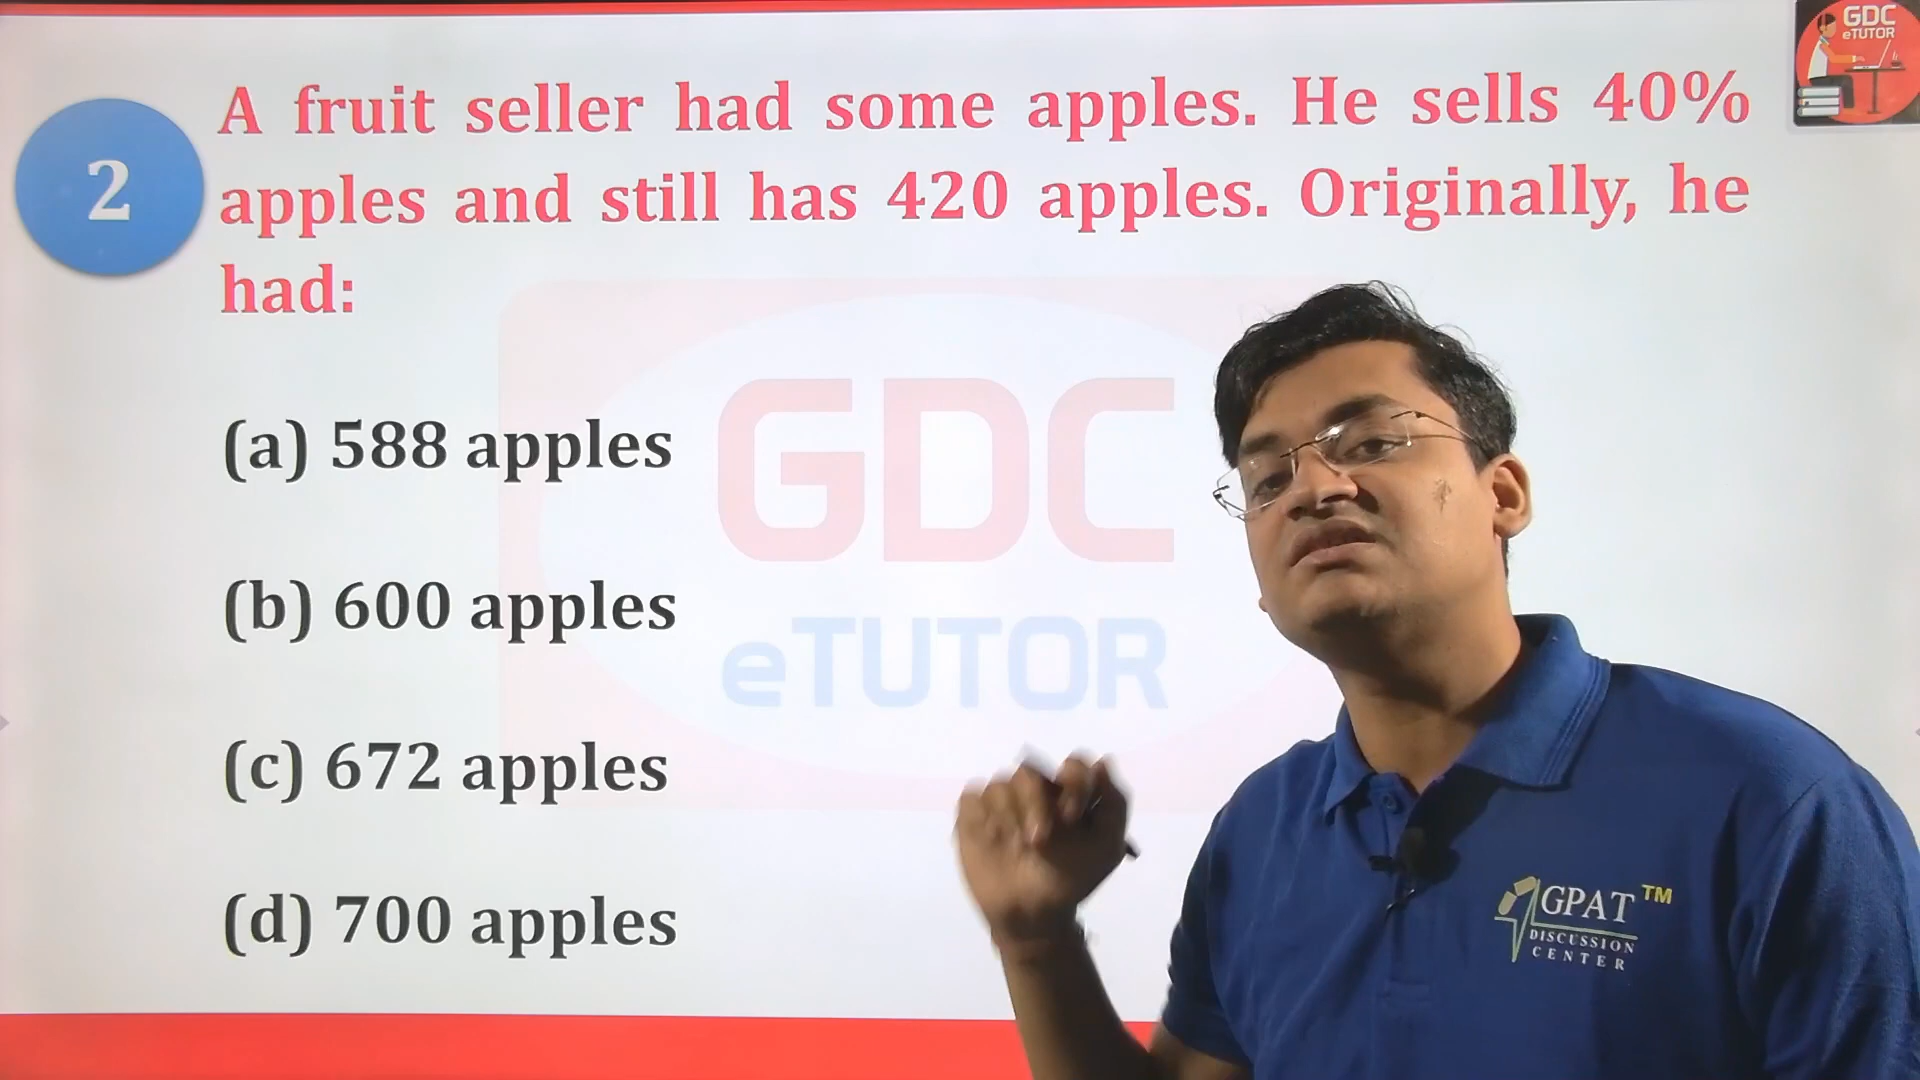 GDC
eTUTOR
2
A fruit seller had some apples. He sells 40%
apples and still has 420 apples. Originally, he
had:
(a) 588 apples
(b) 600 apples
(c) 672 apples
(d) 700 apples
GDC
eTUTOR
GPAT TM
DISCUSSION
CENTER